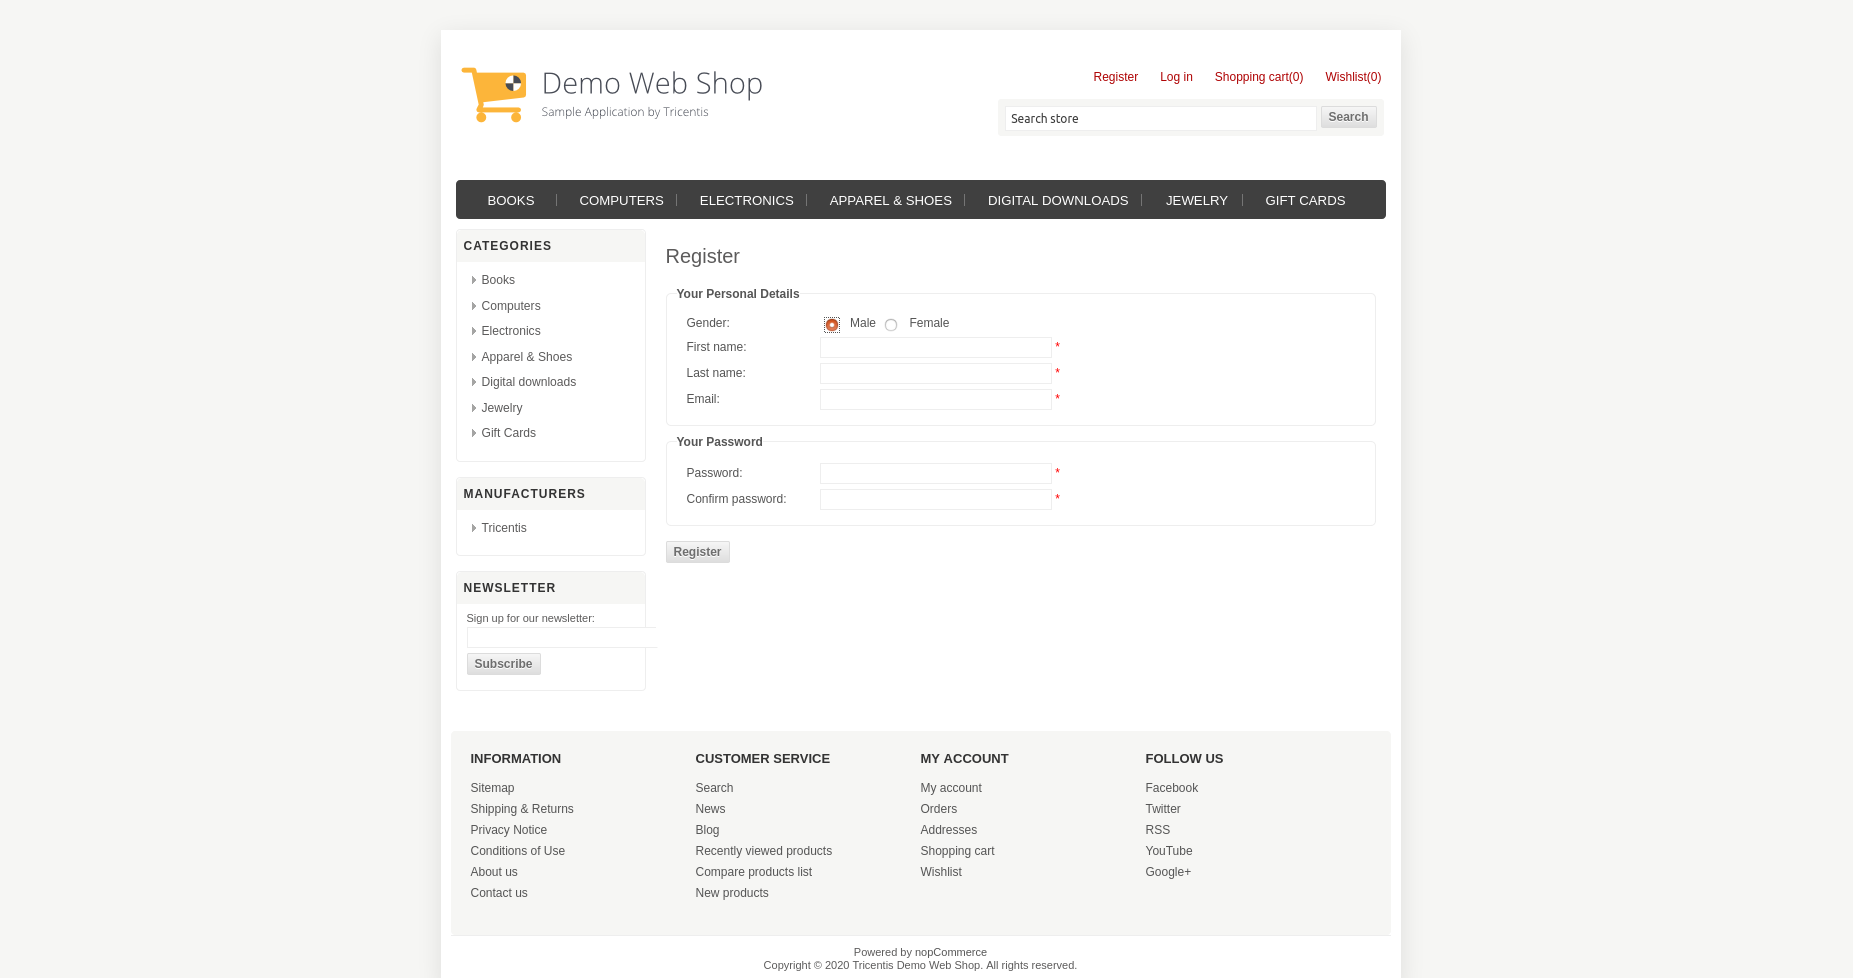 Demo Web Shop
Sample Application by Tricentis
Register Log in Shopping cart(0) Wishlist(0)
Search store Search
BOOKS COMPUTERS ELECTRONICS APPAREL & SHOES DIGITAL DOWNLOADS JEWELRY GIFT CARDS
CATEGORIES
Books
Computers
Electronics
Apparel & Shoes
Digital downloads
Jewelry
Gift Cards
MANUFACTURERS
Tricentis
NEWSLETTER
Sign up for our newsletter:
Subscribe
Register
Your Personal Details
Gender: Male Female
First name: *
Last name: *
Email: *
Your Password
Password: *
Confirm password: *
Register
INFORMATION
Sitemap
Shipping & Returns
Privacy Notice
Conditions of Use
About us
Contact us
CUSTOMER SERVICE
Search
News
Blog
Recently viewed products
Compare products list
New products
MY ACCOUNT
My account
Orders
Addresses
Shopping cart
Wishlist
FOLLOW US
Facebook
Twitter
RSS
YouTube
Google+
Powered by nopCommerce
Copyright © 2020 Tricentis Demo Web Shop. All rights reserved.